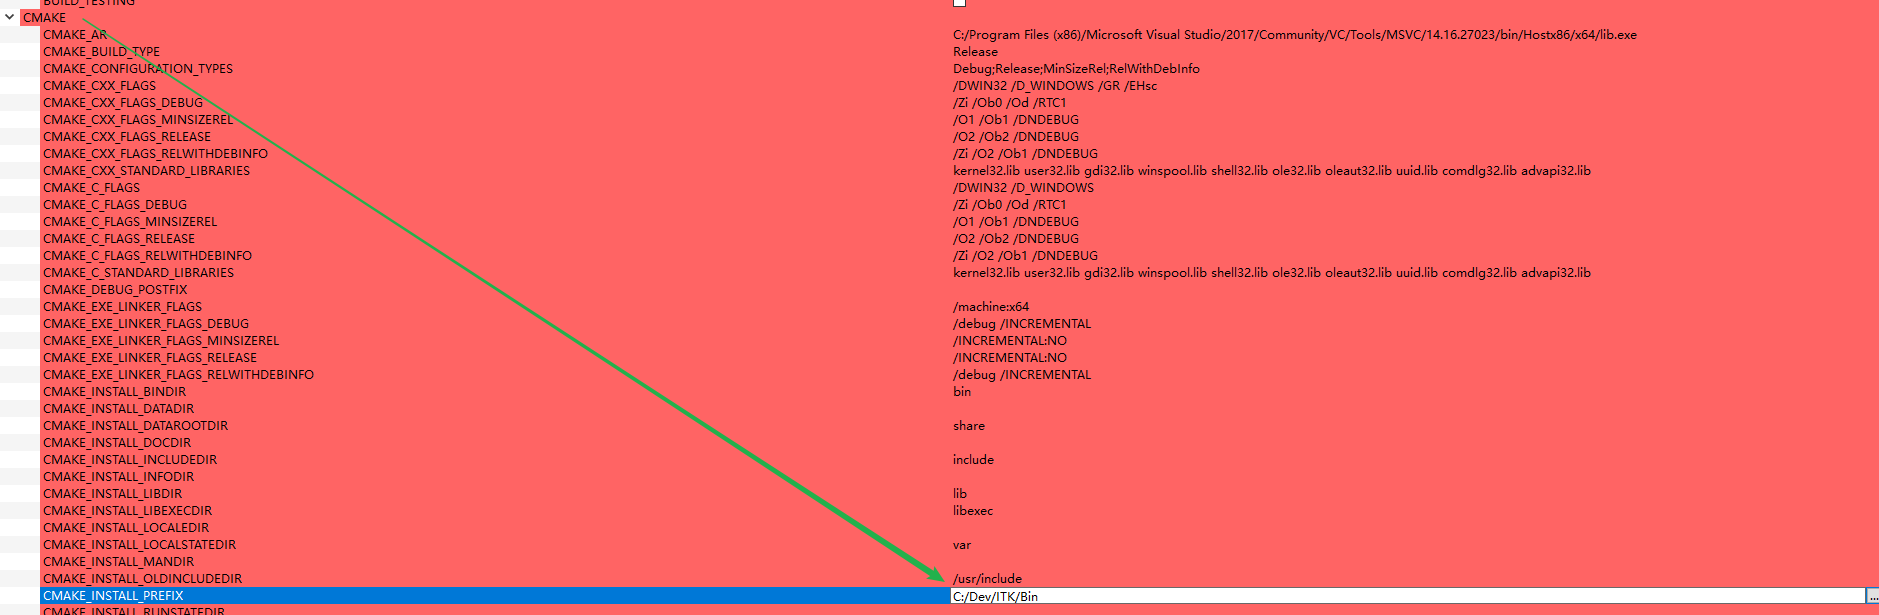 BUILD_TESTING
CMAKE
CMAKE_AR C:/Program Files (x86)/Microsoft Visual Studio/2017/Community/VC/Tools/MSVC/14.16.27023/bin/Hostx86/x64/lib.exe
CMAKE_BUILD_TYPE Release
CMAKE_CONFIGURATION_TYPES Debug;Release;MinSizeRel;RelWithDebInfo
CMAKE_CXX_FLAGS /DWIN32 /D_WINDOWS /GR /EHsc
CMAKE_CXX_FLAGS_DEBUG /Zi /Ob0 /Od /RTC1
CMAKE_CXX_FLAGS_MINSIZEREL /O1 /Ob1 /DNDEBUG
CMAKE_CXX_FLAGS_RELEASE /O2 /Ob2 /DNDEBUG
CMAKE_CXX_FLAGS_RELWITHDEBINFO /Zi /O2 /Ob1 /DNDEBUG
CMAKE_CXX_STANDARD_LIBRARIES kernel32.lib user32.lib gdi32.lib winspool.lib shell32.lib ole32.lib oleaut32.lib uuid.lib comdlg32.lib advapi32.lib
CMAKE_C_FLAGS /DWIN32 /D_WINDOWS
CMAKE_C_FLAGS_DEBUG /Zi /Ob0 /Od /RTC1
CMAKE_C_FLAGS_MINSIZEREL /O1 /Ob1 /DNDEBUG
CMAKE_C_FLAGS_RELEASE /O2 /Ob2 /DNDEBUG
CMAKE_C_FLAGS_RELWITHDEBINFO /Zi /O2 /Ob1 /DNDEBUG
CMAKE_C_STANDARD_LIBRARIES kernel32.lib user32.lib gdi32.lib winspool.lib shell32.lib ole32.lib oleaut32.lib uuid.lib comdlg32.lib advapi32.lib
CMAKE_DEBUG_POSTFIX
CMAKE_EXE_LINKER_FLAGS /machine:x64
CMAKE_EXE_LINKER_FLAGS_DEBUG /debug /INCREMENTAL
CMAKE_EXE_LINKER_FLAGS_MINSIZEREL /INCREMENTAL:NO
CMAKE_EXE_LINKER_FLAGS_RELEASE /INCREMENTAL:NO
CMAKE_EXE_LINKER_FLAGS_RELWITHDEBINFO /debug /INCREMENTAL
CMAKE_INSTALL_BINDIR bin
CMAKE_INSTALL_DATADIR
CMAKE_INSTALL_DATAROOTDIR share
CMAKE_INSTALL_DOCDIR
CMAKE_INSTALL_INCLUDEDIR include
CMAKE_INSTALL_INFODIR
CMAKE_INSTALL_LIBDIR lib
CMAKE_INSTALL_LIBEXECDIR libexec
CMAKE_INSTALL_LOCALEDIR
CMAKE_INSTALL_LOCALSTATEDIR var
CMAKE_INSTALL_MANDIR
CMAKE_INSTALL_OLDINCLUDEDIR /usr/include
CMAKE_INSTALL_PREFIX C:/Dev/ITK/Bin ...
CMAKE_INSTALL_RUNSTATEDIR